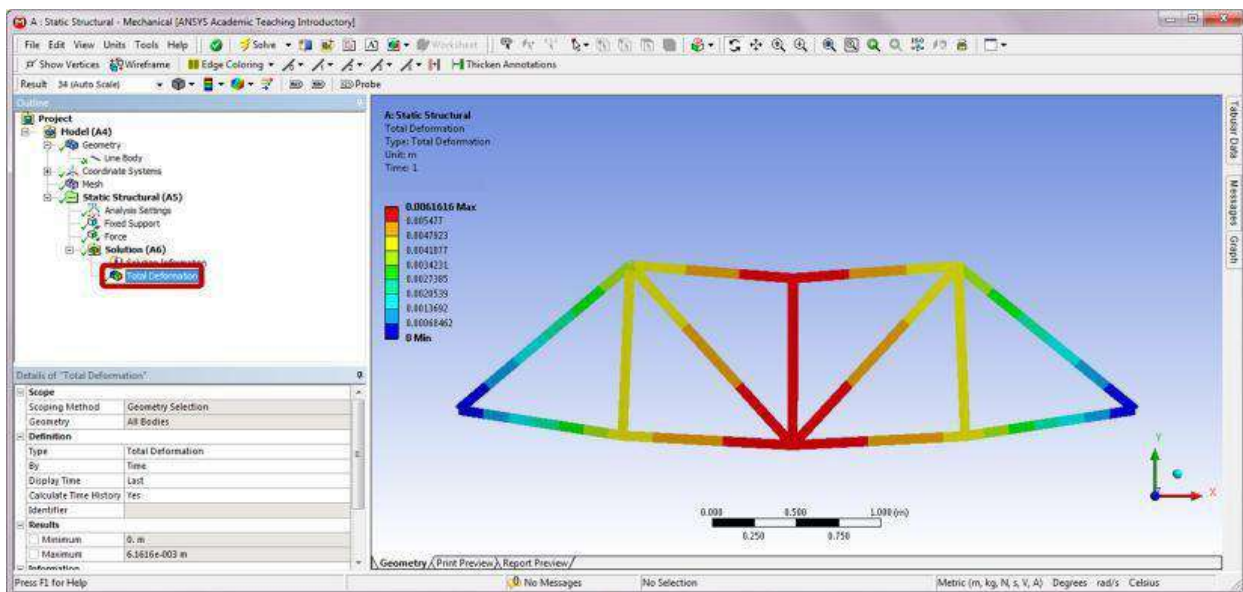 A : Static Structural - Mechanical [ANSYS Academic Teaching Introductory]
File Edit View Units Tools Help Solve Worksheet
Show Vertices Wireframe Edge Coloring Thicken Annotations
Result 34 (Auto Scale) Probe
Outline
Project
Model (A4)
Geometry
Line Body
Coordinate Systems
Mesh
Static Structural (A5)
Analysis Settings
Fixed Support
Force
Solution (A6)
Solution Information
Total Deformation
Details of "Total Deformation"
Scope
Scoping Method Geometry Selection
Geometry All Bodies
Definition
Type Total Deformation
By Time
Display Time Last
Calculate Time History Yes
Identifier
Results
Minimum 0. m
Maximum 6.1616e-003 m
Information
A: Static Structural
Total Deformation
Type: Total Deformation
Unit: m
Time: 1
0.0061616 Max
0.005477
0.0047923
0.0041077
0.0034231
0.0027385
0.0020539
0.0013692
0.00068462
0 Min
0.000 0.500 1.000 (m)
0.250 0.750
Y
X
Geometry Print Preview Report Preview
Tabular Data
Messages
Graph
Press F1 for Help 0 No Messages No Selection Metric (m, kg, N, s, V, A) Degrees rad/s Celsius